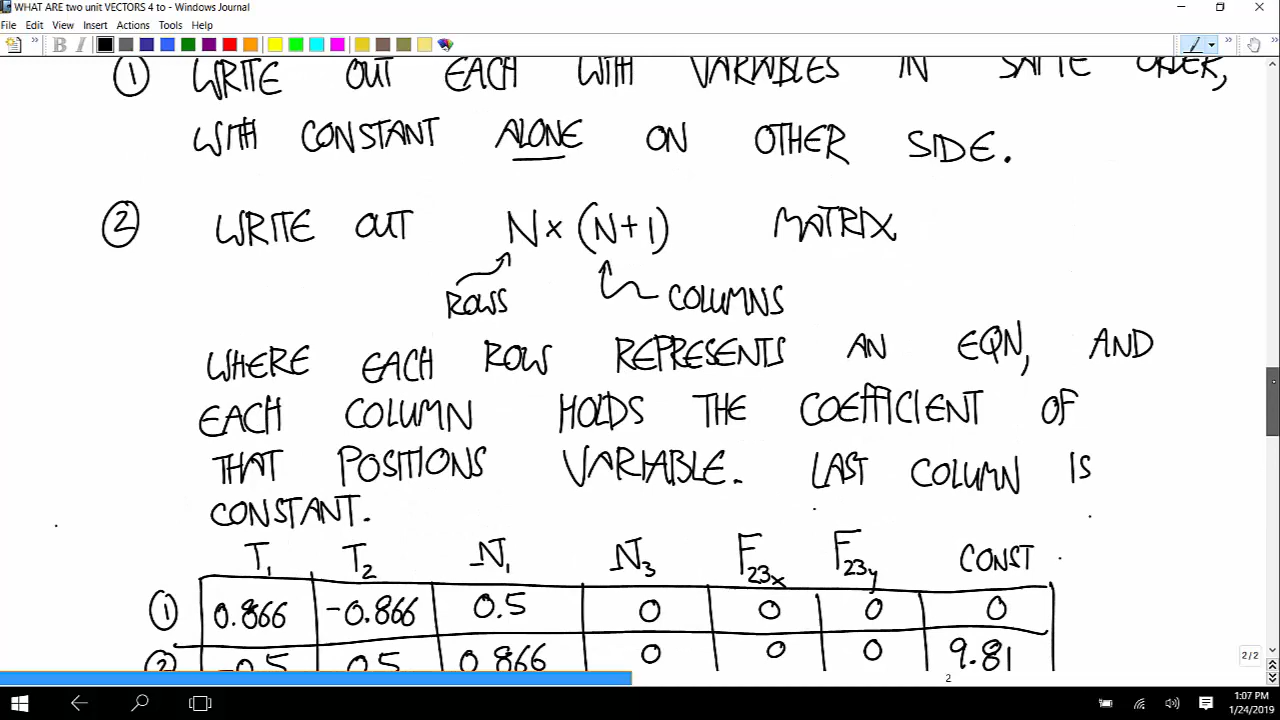 WHAT ARE two unit VECTORS 4 to - Windows Journal
File Edit View Insert Actions Tools Help
B I
① WRITE OUT EACH WITH VARIABLES IN SAME ORDER,
WITH CONSTANT ALONE ON OTHER SIDE.
② WRITE OUT N × (N+1) MATRIX
ROWS COLUMNS
WHERE EACH ROW REPRESENTS AN EQN, AND
EACH COLUMN HOLDS THE COEFFICIENT OF
THAT POSITIONS VARIABLE. LAST COLUMN IS
CONSTANT.
T₁ T₂ N₁ N₃ F₂₃ₓ F₂₃y CONST
① 0.866 -0.866 0.5 0 0 0 0
② -0.5 0.5 0.866 0 0 0 9.81
2/2
2
1:07 PM
1/24/2019